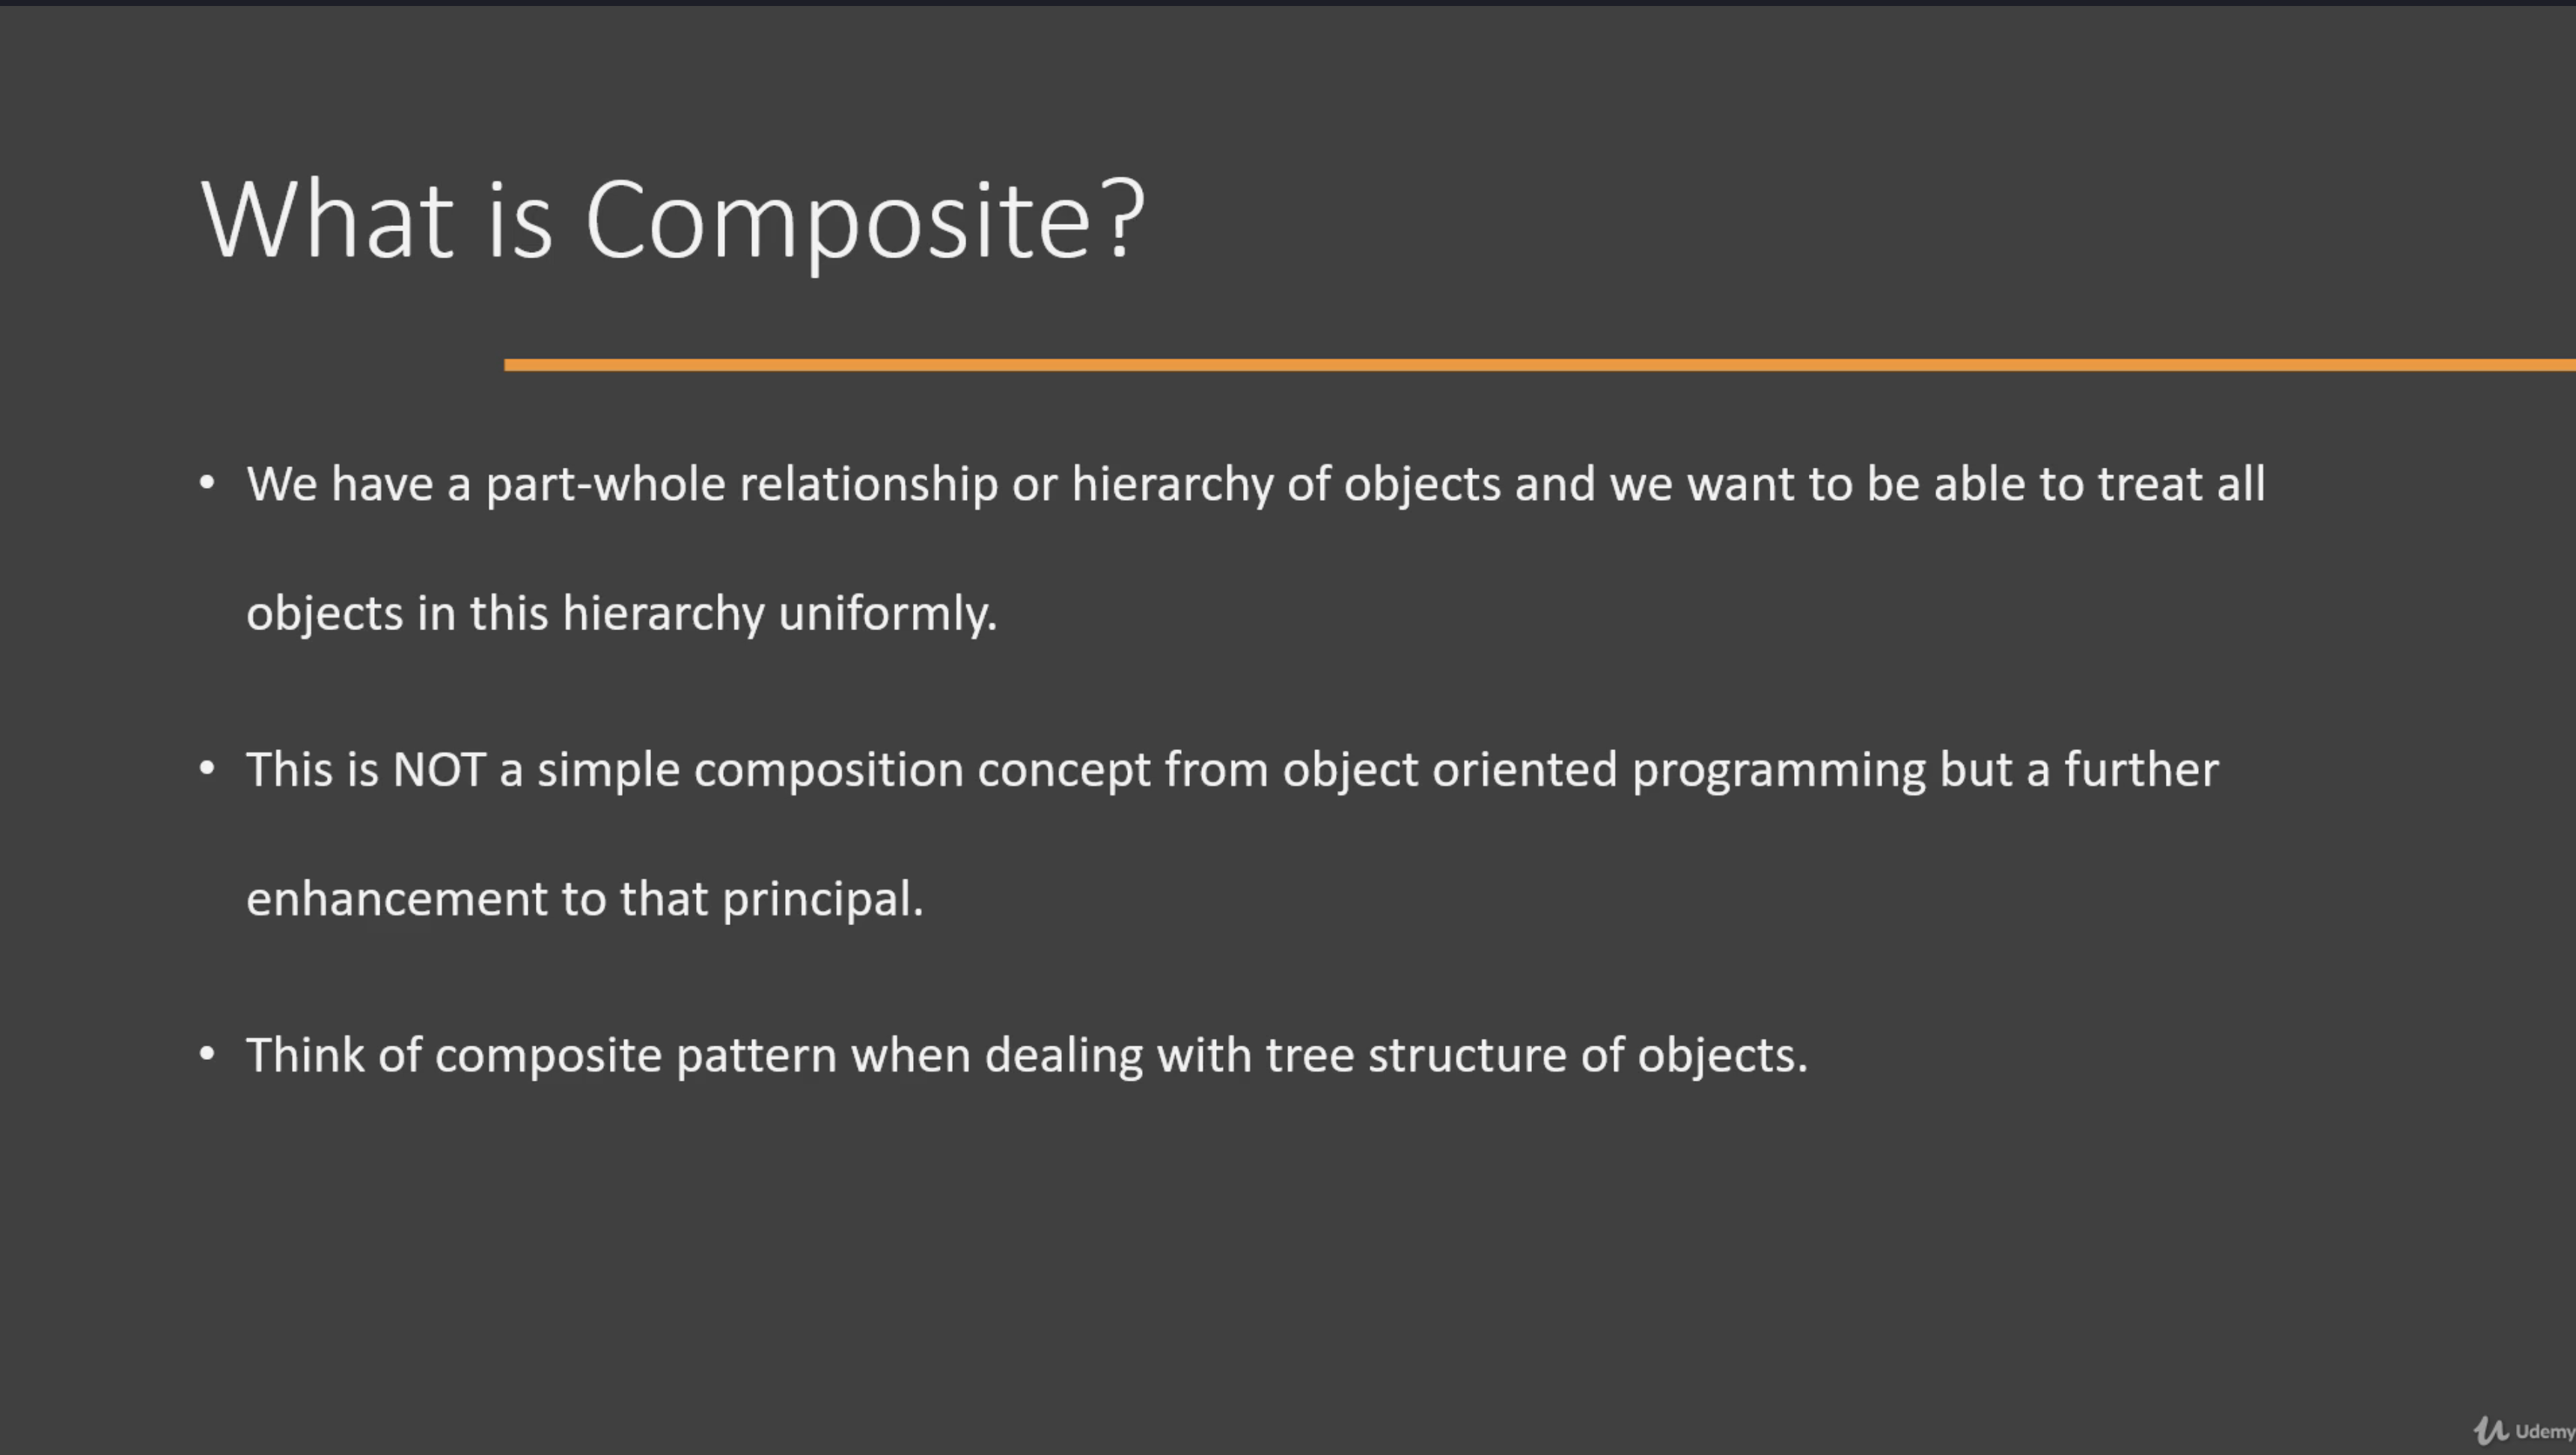 What is Composite?
• We have a part-whole relationship or hierarchy of objects and we want to be able to treat all
objects in this hierarchy uniformly.
• This is NOT a simple composition concept from object oriented programming but a further
enhancement to that principal.
• Think of composite pattern when dealing with tree structure of objects.
Udemy